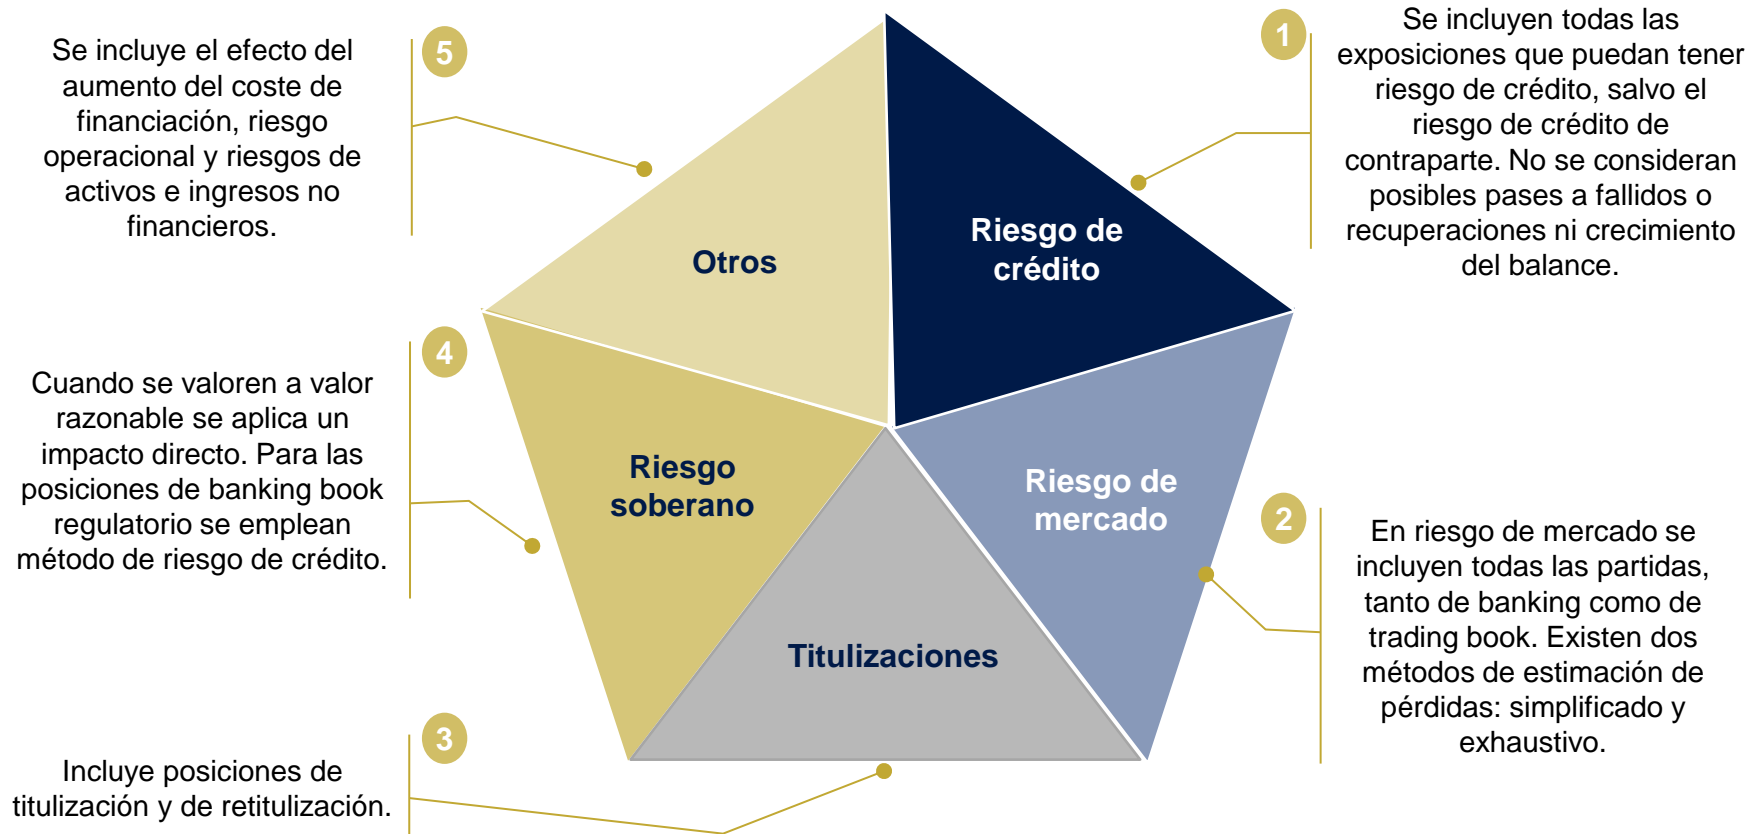 5
Se incluye el efecto del
aumento del coste de
financiación, riesgo
operacional y riesgos de
activos e ingresos no
financieros.
1
Se incluyen todas las
exposiciones que puedan tener
riesgo de crédito, salvo el
riesgo de crédito de
contraparte. No se consideran
posibles pases a fallidos o
recuperaciones ni crecimiento
del balance.
Otros
Riesgo de
crédito
4
Cuando se valoren a valor
razonable se aplica un
impacto directo. Para las
posiciones de banking book
regulatorio se emplean
método de riesgo de crédito.
Riesgo
soberano
Riesgo de
mercado
2
En riesgo de mercado se
incluyen todas las partidas,
tanto de banking como de
trading book. Existen dos
métodos de estimación de
pérdidas: simplificado y
exhaustivo.
Titulizaciones
3
Incluye posiciones de
titulización y de retitulización.